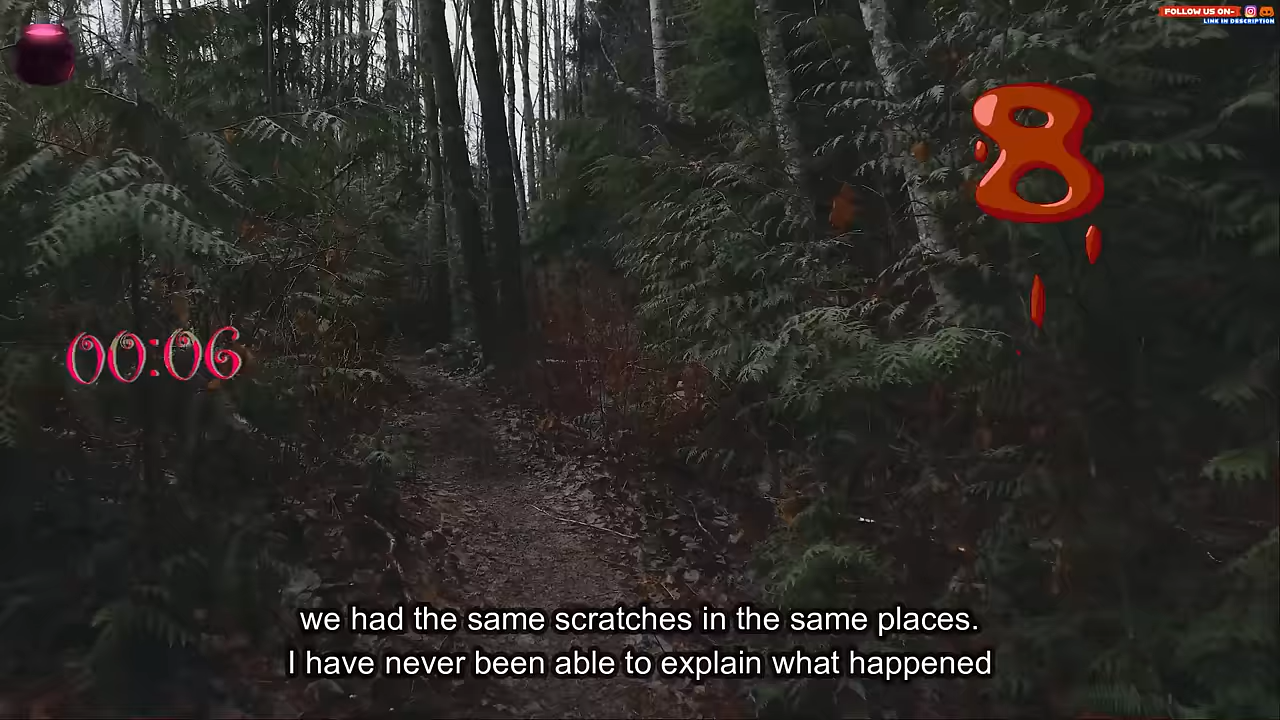 FOLLOW US ON-
LINK IN DESCRIPTION
8
00:06
we had the same scratches in the same places.
I have never been able to explain what happened